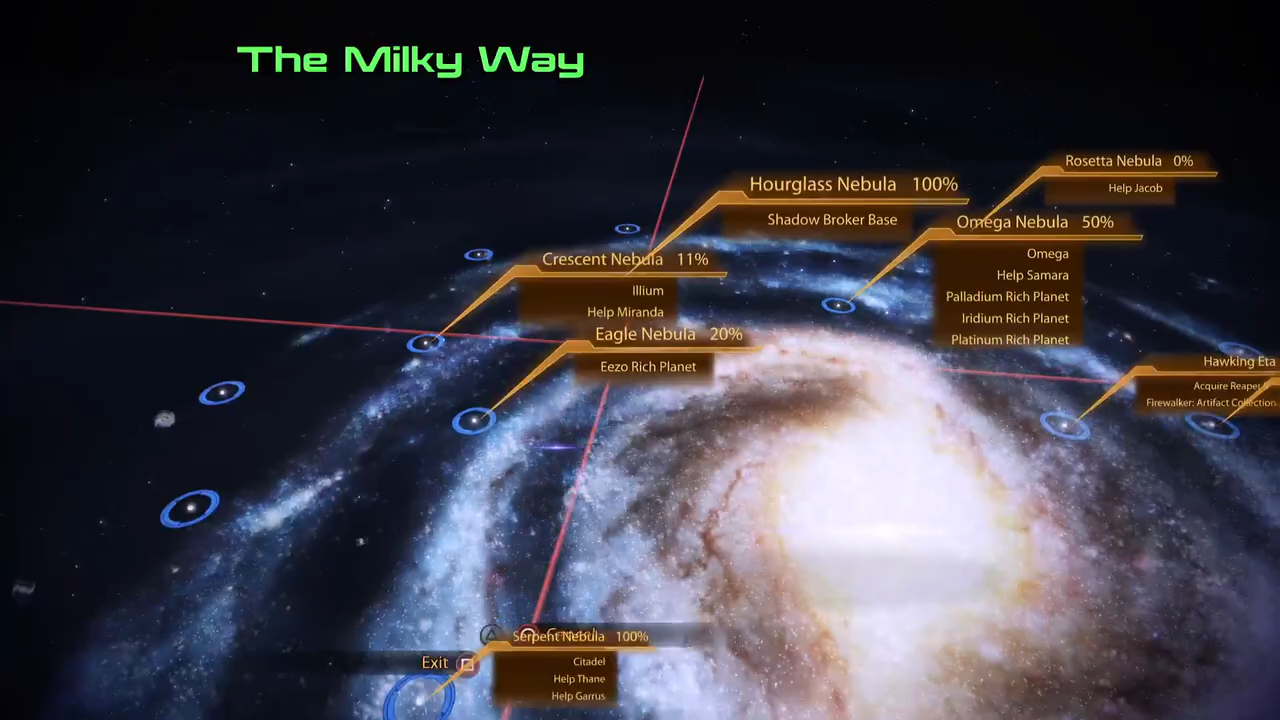 The Milky Way
Rosetta Nebula 0%
Help Jacob
Hourglass Nebula 100%
Shadow Broker Base
Omega Nebula 50%
Omega
Help Samara
Palladium Rich Planet
Iridium Rich Planet
Platinum Rich Planet
Crescent Nebula 11%
Illium
Help Miranda
Eagle Nebula 20%
Eezo Rich Planet
Hawking Eta
Acquire Reaper
Firewalker: Artifact Collection
Serpent Nebula 100%
Citadel
Help Thane
Help Garrus
Exit